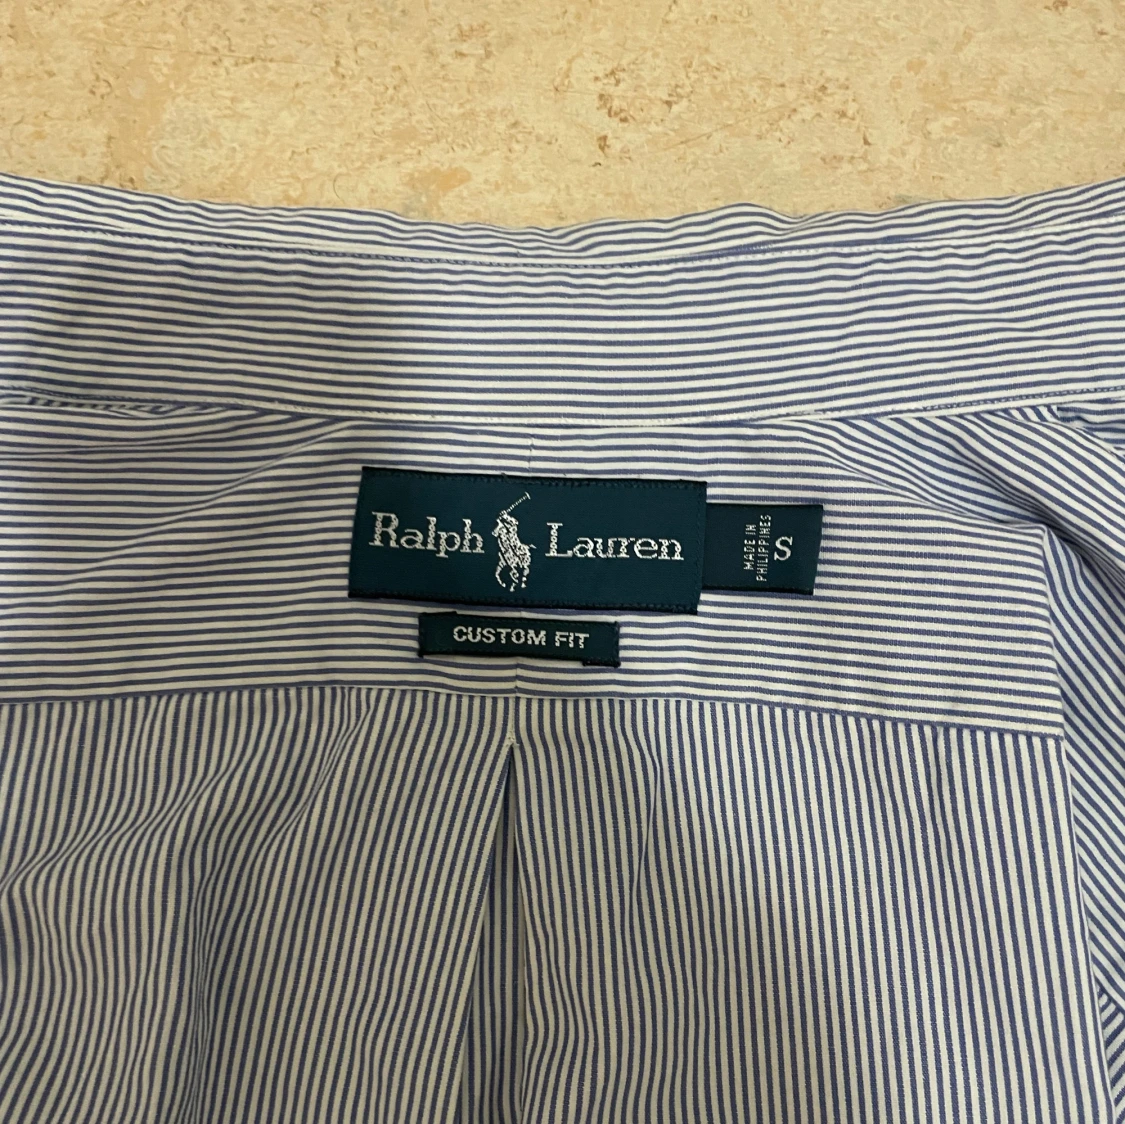 Ralph Lauren
MADE IN
PHILIPPINES
S
CUSTOM FIT